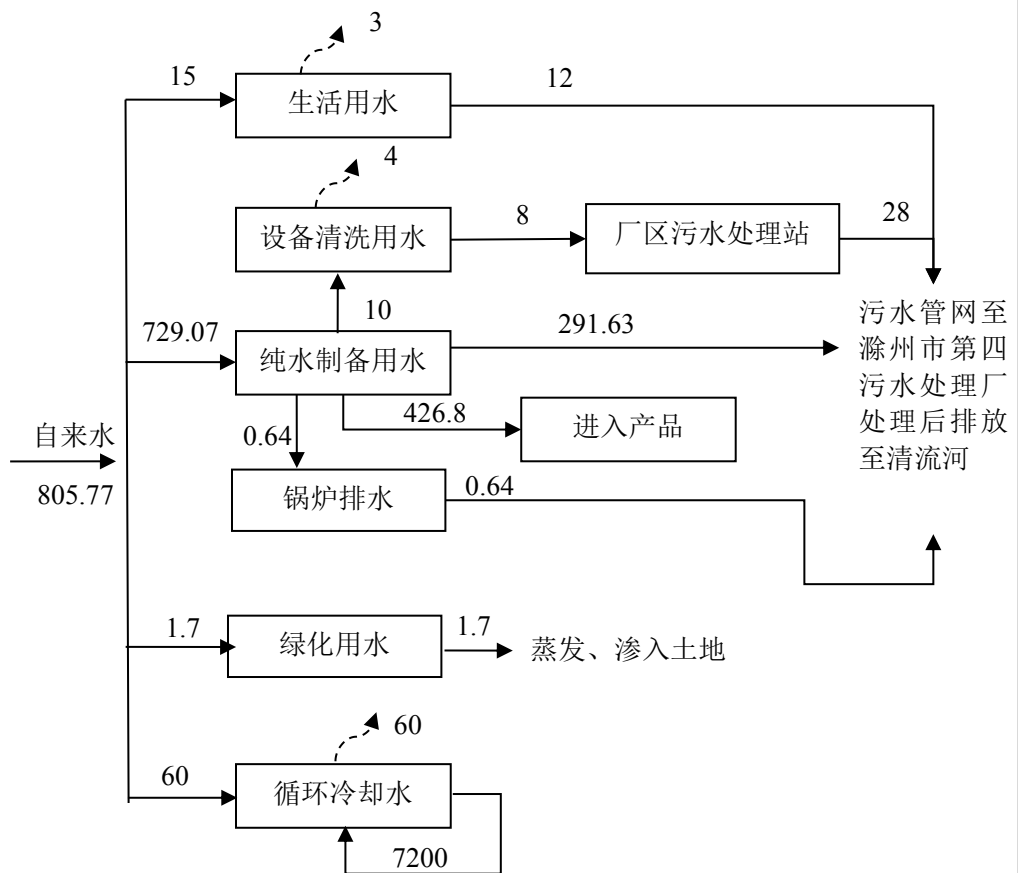 3
15
生活用水
12
4
设备清洗用水
8
厂区污水处理站
28
10
729.07
纯水制备用水
291.63
污水管网至
滁州市第四
污水处理厂
处理后排放
至清流河
426.8
进入产品
0.64
自来水
805.77
锅炉排水
0.64
1.7
绿化用水
1.7
蒸发、渗入土地
60
60
循环冷却水
7200